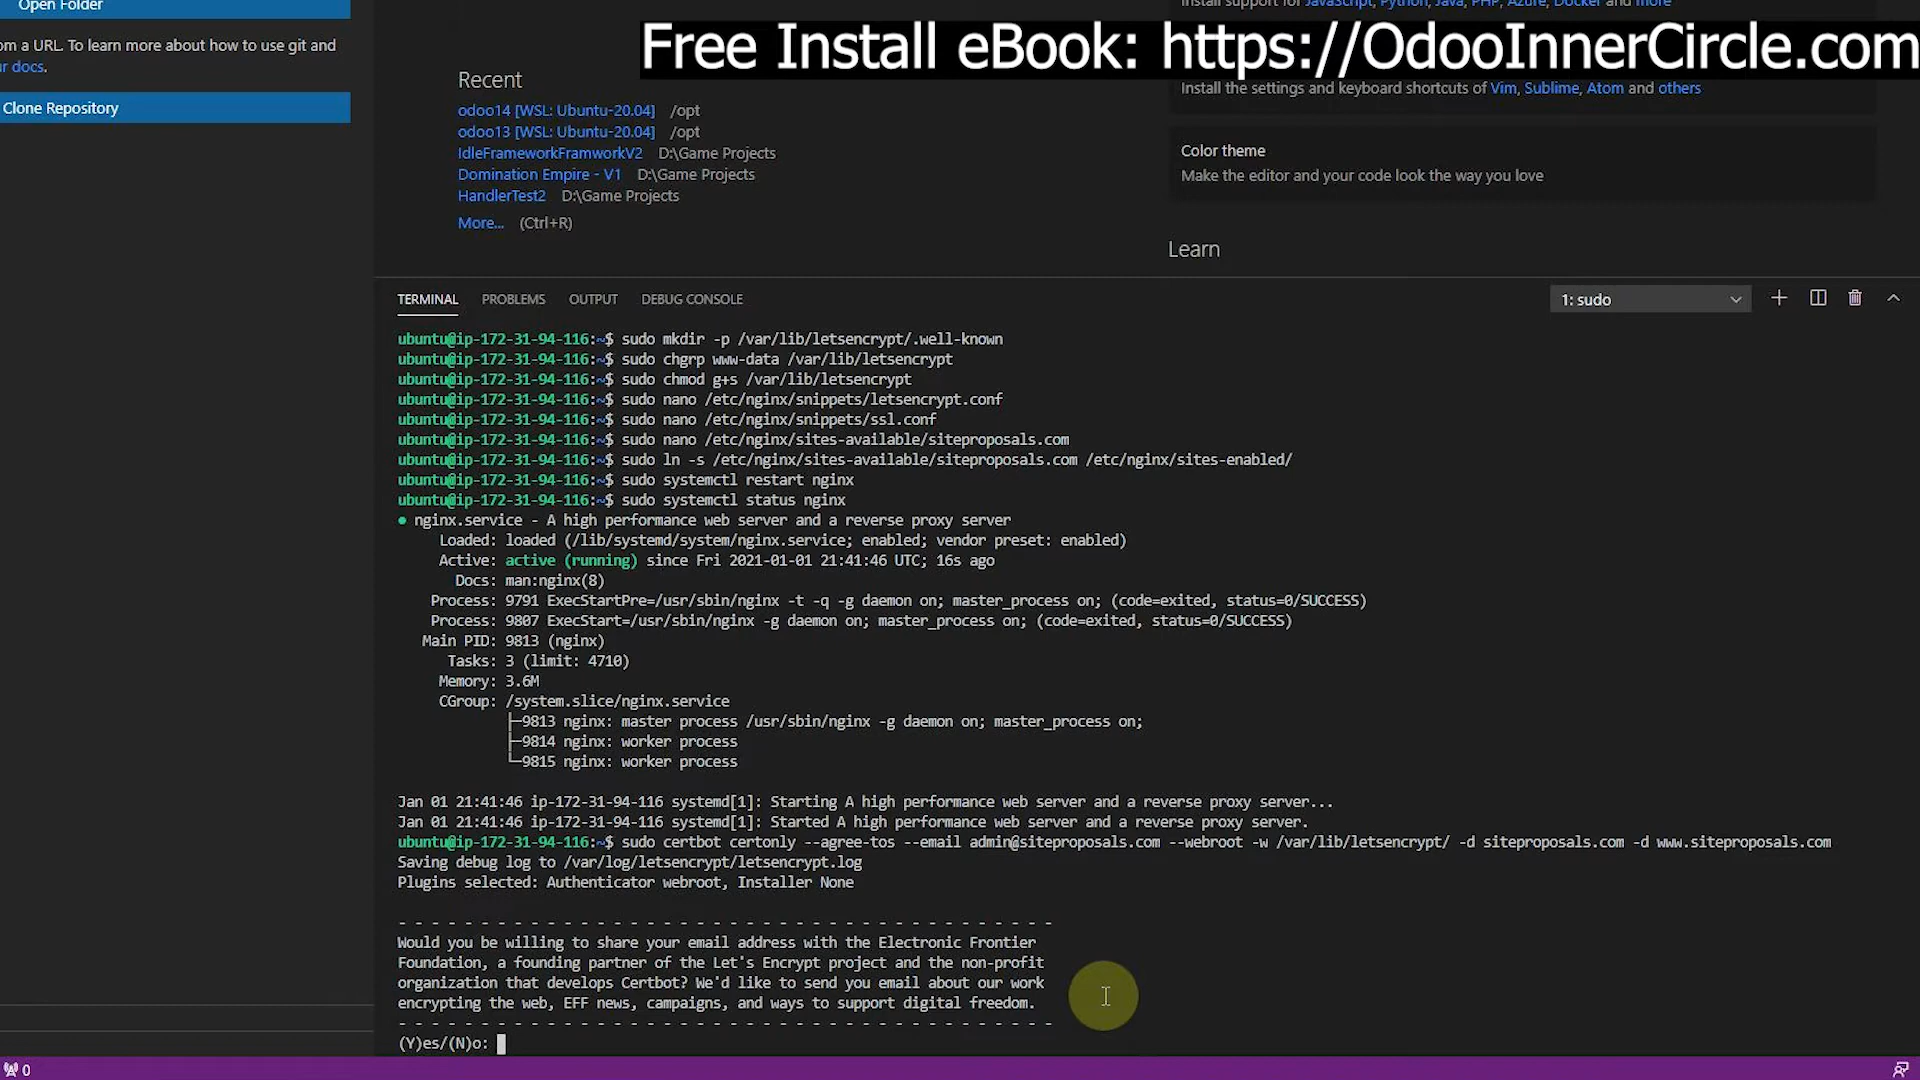 Open Folder
om a URL. To learn more about how to use git and
ur docs.
Clone Repository
Free Install eBook: https://OdooInnerCircle.com
Recent
odoo14 [WSL: Ubuntu-20.04] /opt
odoo13 [WSL: Ubuntu-20.04] /opt
IdleFrameworkFramworkV2 D:\Game Projects
Domination Empire - V1 D:\Game Projects
HandlerTest2 D:\Game Projects
More... (Ctrl+R)
Install support for JavaScript, Python, Java, PHP, Azure, Docker and more
Install the settings and keyboard shortcuts of Vim, Sublime, Atom and others
Color theme
Make the editor and your code look the way you love
Learn
TERMINAL PROBLEMS OUTPUT DEBUG CONSOLE 1: sudo
ubuntu@ip-172-31-94-116:~$ sudo mkdir -p /var/lib/letsencrypt/.well-known
ubuntu@ip-172-31-94-116:~$ sudo chgrp www-data /var/lib/letsencrypt
ubuntu@ip-172-31-94-116:~$ sudo chmod g+s /var/lib/letsencrypt
ubuntu@ip-172-31-94-116:~$ sudo nano /etc/nginx/snippets/letsencrypt.conf
ubuntu@ip-172-31-94-116:~$ sudo nano /etc/nginx/snippets/ssl.conf
ubuntu@ip-172-31-94-116:~$ sudo nano /etc/nginx/sites-available/siteproposals.com
ubuntu@ip-172-31-94-116:~$ sudo ln -s /etc/nginx/sites-available/siteproposals.com /etc/nginx/sites-enabled/
ubuntu@ip-172-31-94-116:~$ sudo systemctl restart nginx
ubuntu@ip-172-31-94-116:~$ sudo systemctl status nginx
● nginx.service - A high performance web server and a reverse proxy server
Loaded: loaded (/lib/systemd/system/nginx.service; enabled; vendor preset: enabled)
Active: active (running) since Fri 2021-01-01 21:41:46 UTC; 16s ago
Docs: man:nginx(8)
Process: 9791 ExecStartPre=/usr/sbin/nginx -t -q -g daemon on; master_process on; (code=exited, status=0/SUCCESS)
Process: 9807 ExecStart=/usr/sbin/nginx -g daemon on; master_process on; (code=exited, status=0/SUCCESS)
Main PID: 9813 (nginx)
Tasks: 3 (limit: 4710)
Memory: 3.6M
CGroup: /system.slice/nginx.service
├─9813 nginx: master process /usr/sbin/nginx -g daemon on; master_process on;
├─9814 nginx: worker process
└─9815 nginx: worker process
Jan 01 21:41:46 ip-172-31-94-116 systemd[1]: Starting A high performance web server and a reverse proxy server...
Jan 01 21:41:46 ip-172-31-94-116 systemd[1]: Started A high performance web server and a reverse proxy server.
ubuntu@ip-172-31-94-116:~$ sudo certbot certonly --agree-tos --email admin@siteproposals.com --webroot -w /var/lib/letsencrypt/ -d siteproposals.com -d www.siteproposals.com
Saving debug log to /var/log/letsencrypt/letsencrypt.log
Plugins selected: Authenticator webroot, Installer None
- - - - - - - - - - - - - - - - - - - - - - - - - - - - - - - - - - - - - - - -
Would you be willing to share your email address with the Electronic Frontier
Foundation, a founding partner of the Let's Encrypt project and the non-profit
organization that develops Certbot? We'd like to send you email about our work
encrypting the web, EFF news, campaigns, and ways to support digital freedom.
- - - - - - - - - - - - - - - - - - - - - - - - - - - - - - - - - - - - - - - -
(Y)es/(N)o:
0